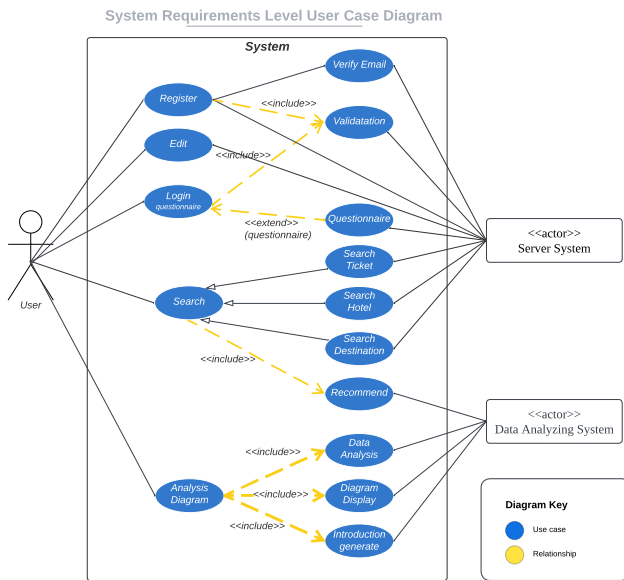 System Requirements Level User Case Diagram
System
Verify Email
Register
<<include>>
Validatation
Edit
<<include>>
Login
questionnaire
<<extend>>
(questionnaire)
Questionnaire
<<actor>>
Server System
Search
Ticket
User
Search
Search
Hotel
Search
Destination
<<include>>
Recommend
<<actor>>
Data Analyzing System
<<include>>
Data
Analysis
Analysis
Diagram
<<include>>
Diagram
Display
<<include>>
Introduction
generate
Diagram Key
Use case
Relationship